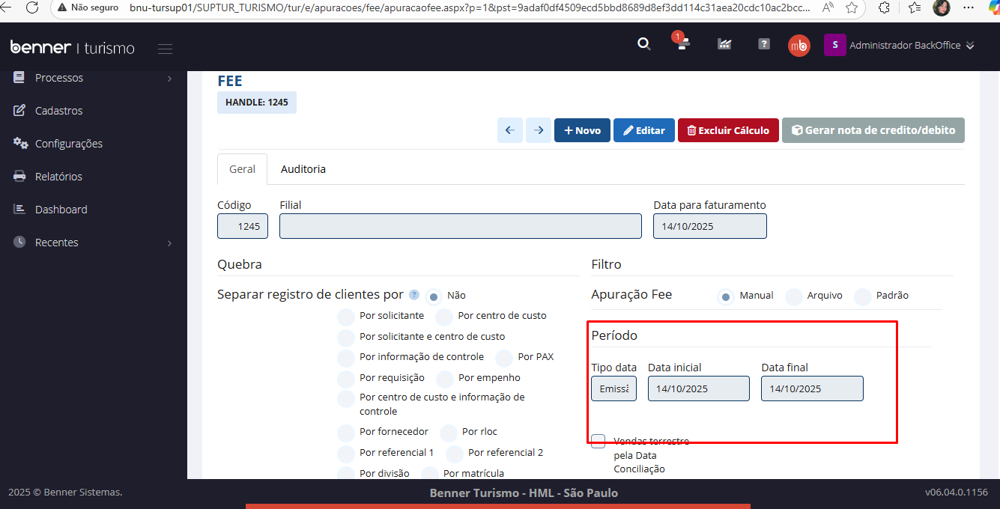 Não seguro bnu-tursup01/SUPTUR_TURISMO/tur/e/apuracoes/fee/apuracaofee.aspx?p=1&pst=9adaf0df4509ecd5bbd8689d8ef3dd114c31aea20cdc10ac2bcc...
benner | turismo
1
?
mb
S
Administrador BackOffice
Processos
Cadastros
Configurações
Relatórios
Dashboard
Recentes
FEE
HANDLE: 1245
Novo
Editar
Excluir Cálculo
Gerar nota de credito/debito
Geral
Auditoria
Código
Filial
Data para faturamento
1245
14/10/2025
Quebra
Filtro
Separar registro de clientes por ? Não
Por solicitante Por centro de custo
Por solicitante e centro de custo
Por informação de controle Por PAX
Por requisição Por empenho
Por centro de custo e informação de
controle
Por fornecedor Por rloc
Por referencial 1 Por referencial 2
Por divisão Por matrícula
Apuração Fee Manual Arquivo Padrão
Período
Tipo data Data inicial Data final
Emissã 14/10/2025 14/10/2025
Vendas terrestre
pela Data
Conciliação
2025 © Benner Sistemas.
Benner Turismo - HML - São Paulo
v06.04.0.1156